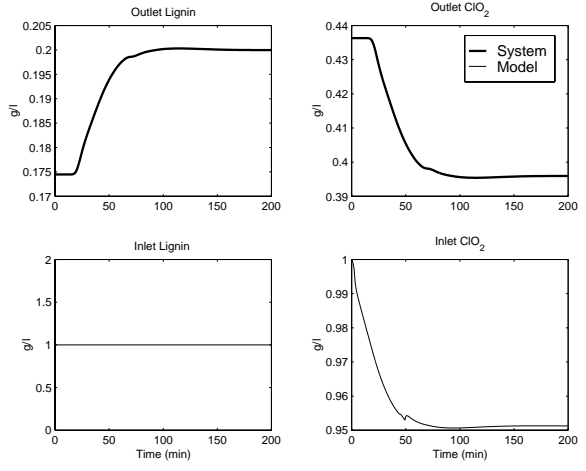 Outlet Lignin
0.205
0.2
0.195
0.19
0.185
0.18
0.175
0.17
g/l
0 50 100 150 200
Outlet ClO2
0.44
0.43
0.42
0.41
0.4
0.39
g/l
System
Model
0 50 100 150 200
Inlet Lignin
2
1.5
1
0.5
0
g/l
0 50 100 150 200
Time (min)
Inlet ClO2
1
0.99
0.98
0.97
0.96
0.95
g/l
0 50 100 150 200
Time (min)